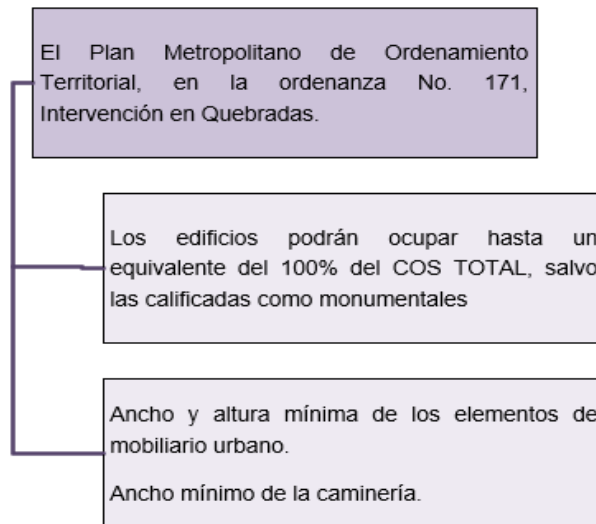 El Plan Metropolitano de Ordenamiento
Territorial, en la ordenanza No. 171,
Intervención en Quebradas.
Los edificios podrán ocupar hasta un
equivalente del 100% del COS TOTAL, salvo
las calificadas como monumentales
Ancho y altura mínima de los elementos de
mobiliario urbano.
Ancho mínimo de la caminería.